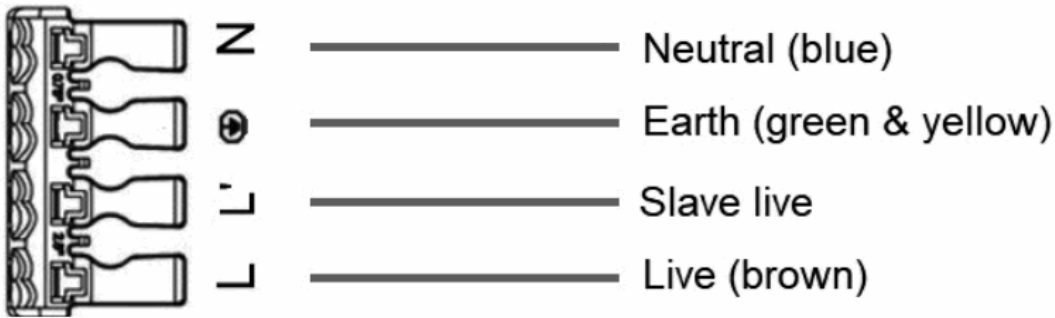 N Neutral (blue)
Earth (green & yellow)
L' Slave live
L Live (brown)